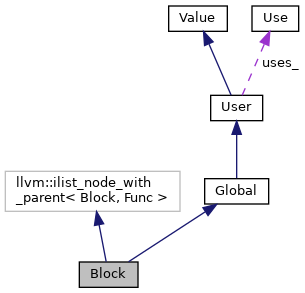 Value
Use
uses_
User
llvm::ilist_node_with
_parent< Block, Func >
Global
Block